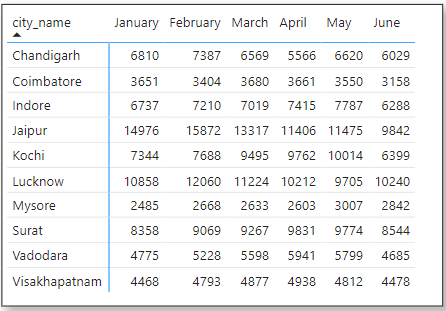 city_name January February March April May June
Chandigarh 6810 7387 6569 5566 6620 6029
Coimbatore 3651 3404 3680 3661 3550 3158
Indore 6737 7210 7019 7415 7787 6288
Jaipur 14976 15872 13317 11406 11475 9842
Kochi 7344 7688 9495 9762 10014 6399
Lucknow 10858 12060 11224 10212 9705 10240
Mysore 2485 2668 2633 2603 3007 2842
Surat 8358 9069 9267 9831 9774 8544
Vadodara 4775 5228 5598 5941 5799 4685
Visakhapatnam 4468 4793 4877 4938 4812 4478